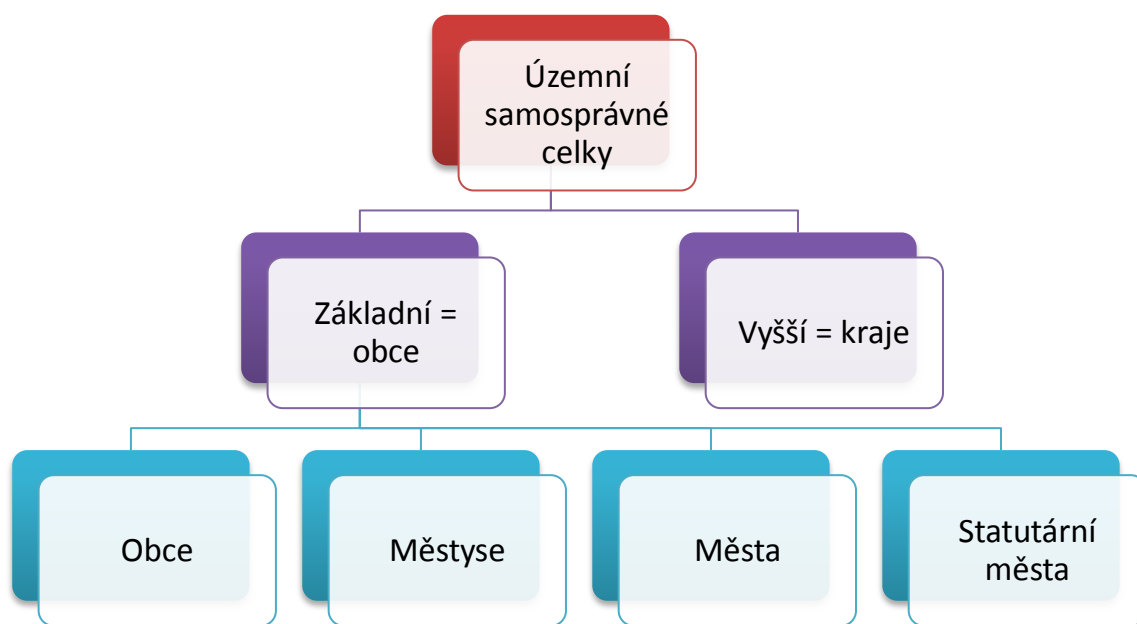 Územní
samosprávné
celky
Základní =
obce
Vyšší = kraje
Obce
Městyse
Města
Statutární
města